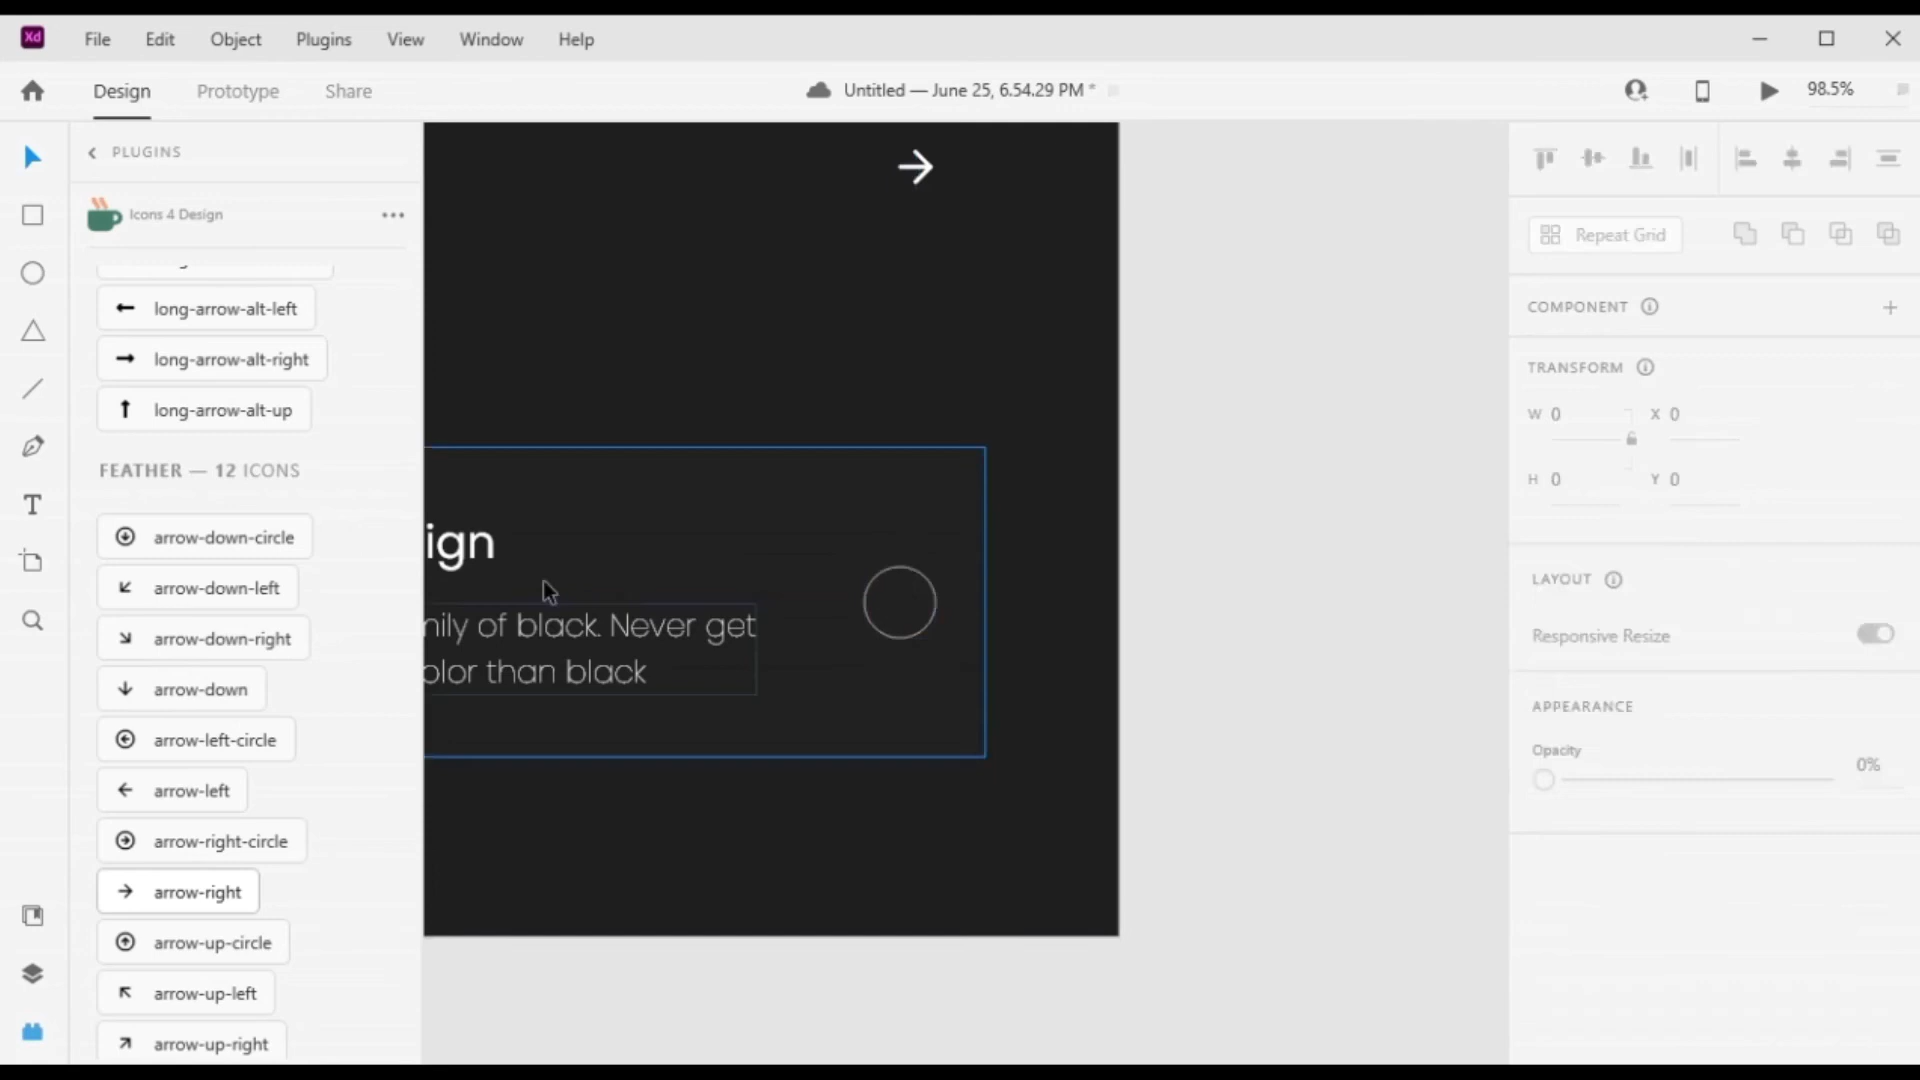 Xd File Edit Object Plugins View Window Help
Design Prototype Share
Untitled — June 25, 6.54.29 PM *
98.5%
PLUGINS
Icons 4 Design
long-arrow-alt-left
long-arrow-alt-right
long-arrow-alt-up
FEATHER — 12 ICONS
arrow-down-circle
arrow-down-left
arrow-down-right
arrow-down
arrow-left-circle
arrow-left
arrow-right-circle
arrow-right
arrow-up-circle
arrow-up-left
arrow-up-right
ign
nily of black. Never get
olor than black
Repeat Grid
COMPONENT
TRANSFORM
W 0 X 0
H 0 Y 0
LAYOUT
Responsive Resize
APPEARANCE
Opacity
0%